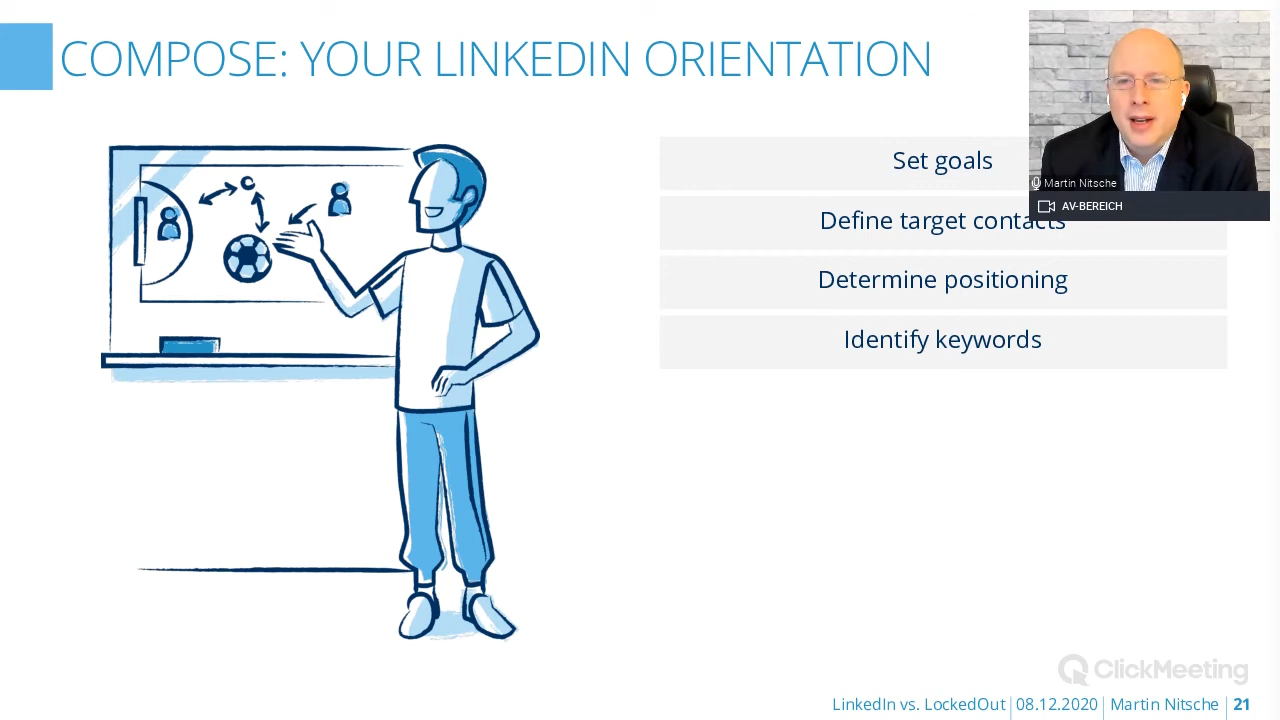 COMPOSE: YOUR LINKEDIN ORIENTATION
Set goals
Define target contacts
Determine positioning
Identify keywords
Martin Nitsche
AV-BEREICH
ClickMeeting
LinkedIn vs. LockedOut | 08.12.2020 | Martin Nitsche | 21